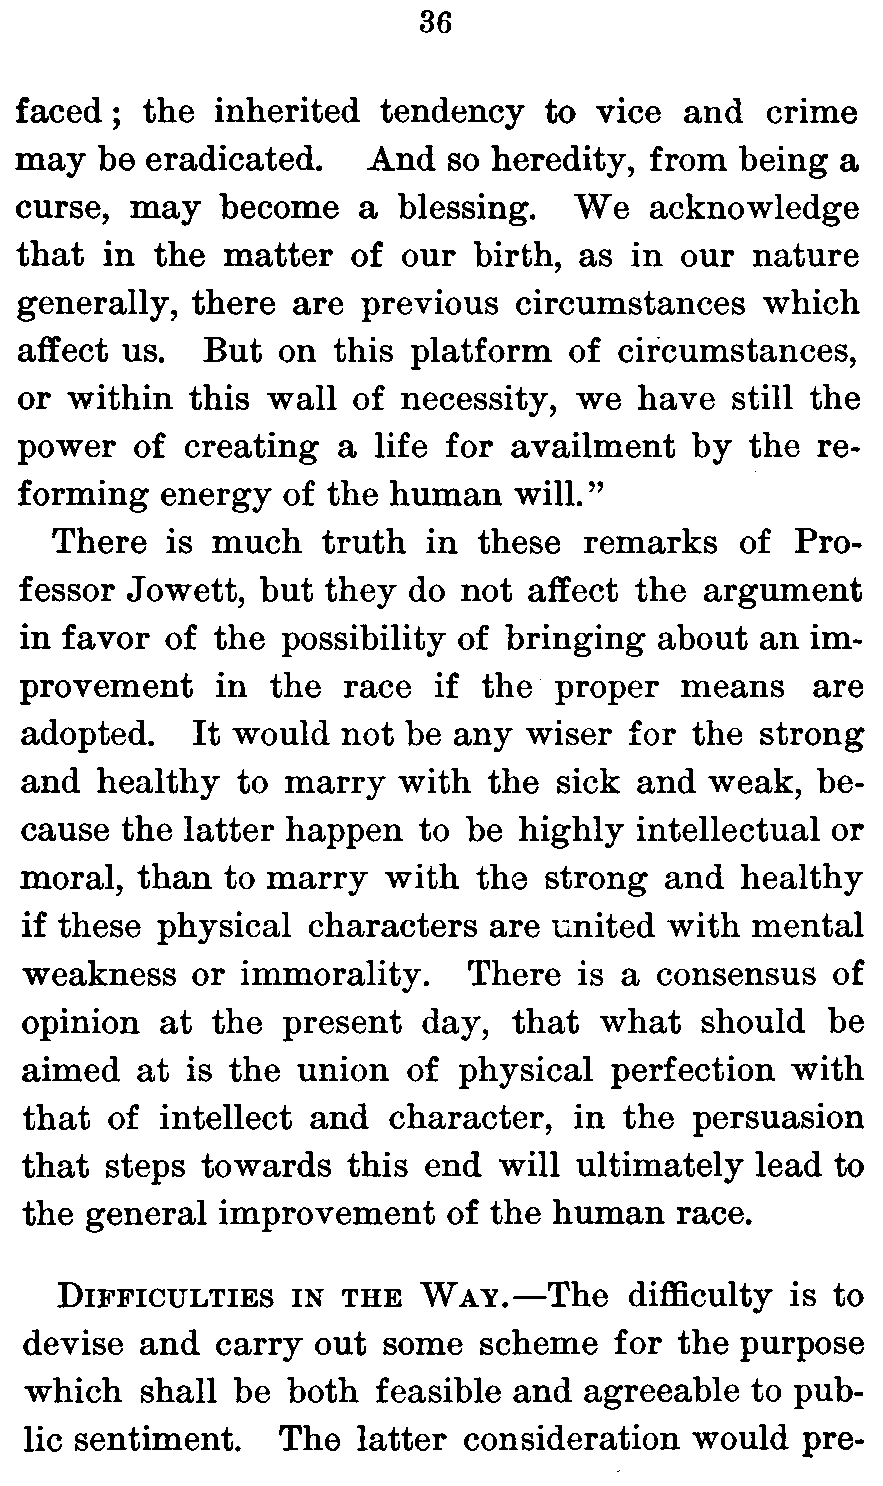 36
faced ; the inherited tendency to vice and crime
may be eradicated. And so heredity, from being a
curse, may become a blessing. We acknowledge
that in the matter of our birth, as in our nature
generally, there are previous circumstances which
affect us. But on this platform of circumstances,
or within this wall of necessity, we have still the
power of creating a life for availment by the re-
forming energy of the human will.”
There is much truth in these remarks of Pro-
fessor Jowett, but they do not affect the argument
in favor of the possibility of bringing about an im-
provement in the race if the proper means are
adopted. It would not be any wiser for the strong
and healthy to marry with the sick and weak, be-
cause the latter happen to be highly intellectual or
moral, than to marry with the strong and healthy
if these physical characters are united with mental
weakness or immorality. There is a consensus of
opinion at the present day, that what should be
aimed at is the union of physical perfection with
that of intellect and character, in the persuasion
that steps towards this end will ultimately lead to
the general improvement of the human race.
DIFFICULTIES IN THE WAY.—The difficulty is to
devise and carry out some scheme for the purpose
which shall be both feasible and agreeable to pub-
lic sentiment. The latter consideration would pre-